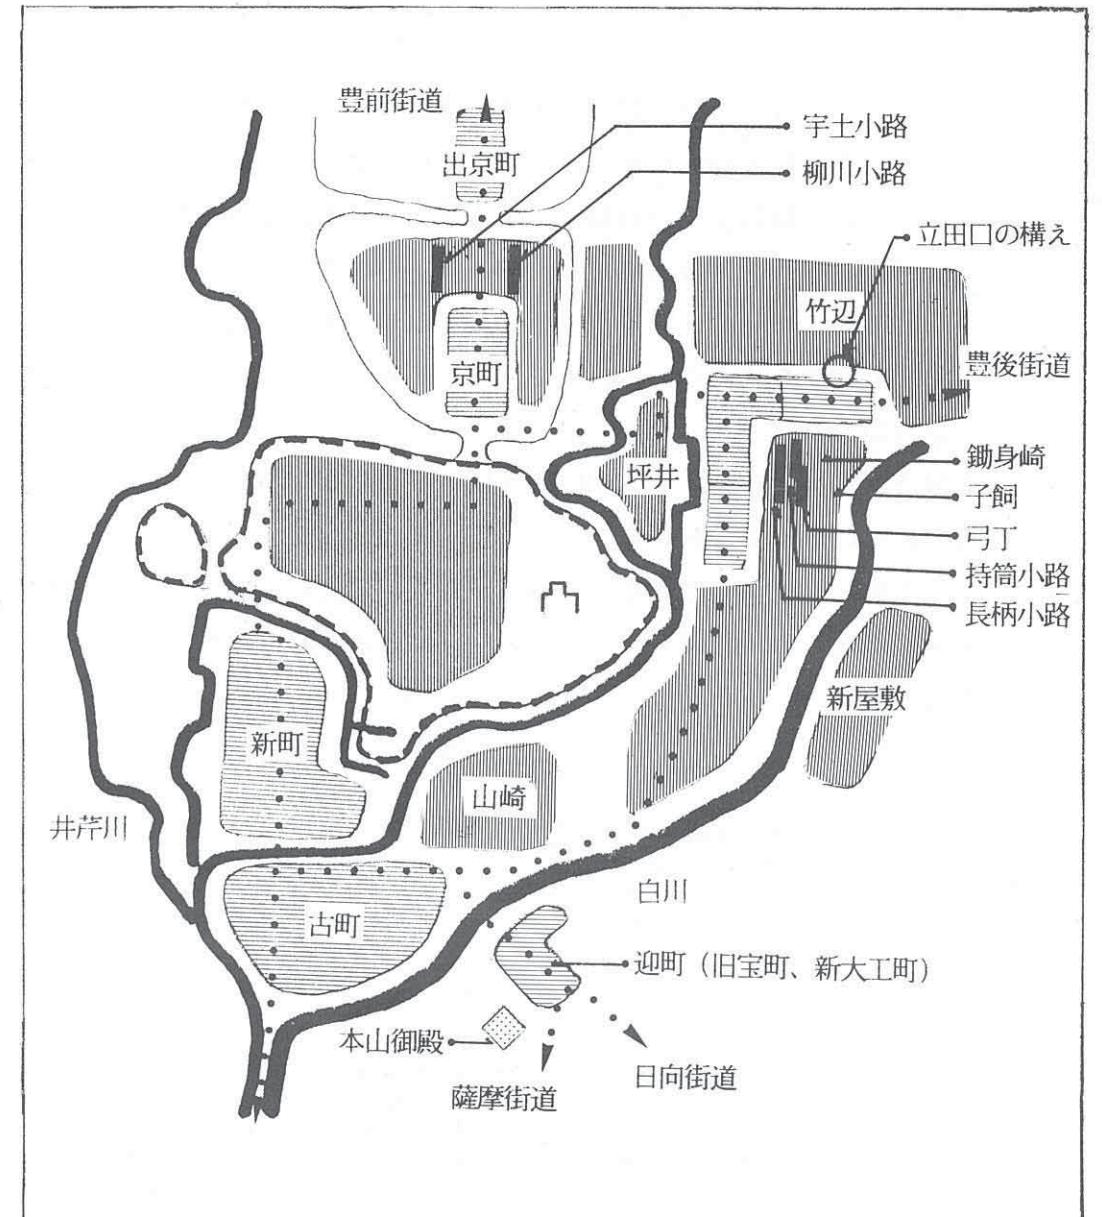 豊前街道
宇土小路
出京町
柳川小路
立田口の構え
竹辺
豊後街道
京町
坪井
鋤身崎
子飼
弓丁
持筒小路
長柄小路
新屋敷
新町
山崎
井芹川
白川
古町
迎町（旧宝町、新大工町）
本山御殿
日向街道
薩摩街道